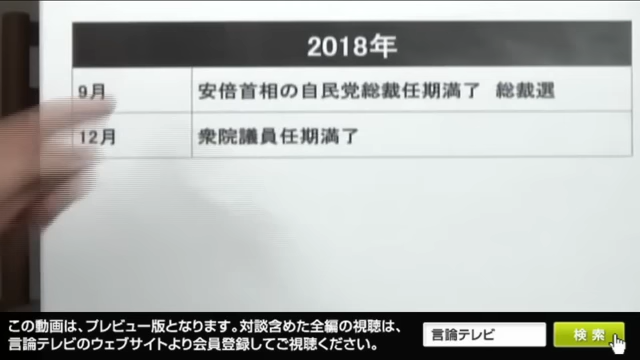 2018年
9月 安倍首相の自民党総裁任期満了 総裁選
12月 衆院議員任期満了
この動画は、プレビュー版となります。対談含めた全編の視聴は、
言論テレビのウェブサイトより会員登録してご視聴ください。
言論テレビ 検索